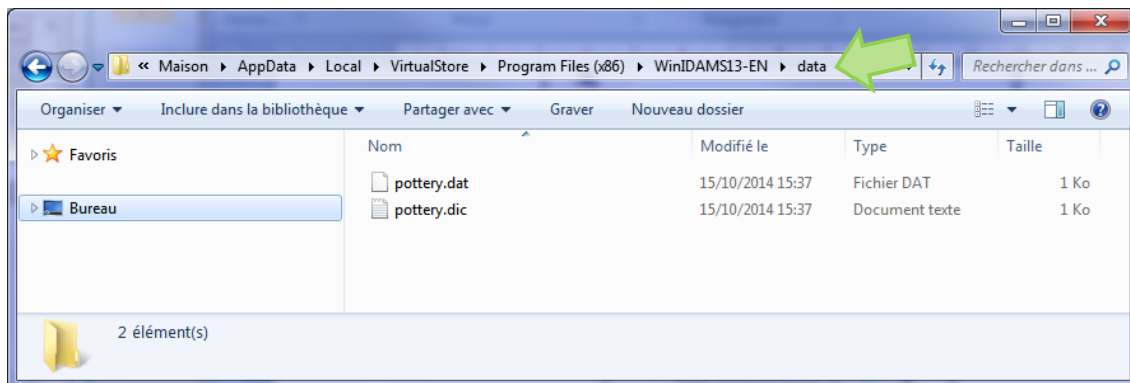 « Maison AppData Local VirtualStore Program Files (x86) WinIDAMS13-EN data Rechercher dans ...
Organiser Inclure dans la bibliothèque Partager avec Graver Nouveau dossier
Favoris
Bureau
Nom Modifié le Type Taille
pottery.dat 15/10/2014 15:37 Fichier DAT 1 Ko
pottery.dic 15/10/2014 15:37 Document texte 1 Ko
2 élément(s)